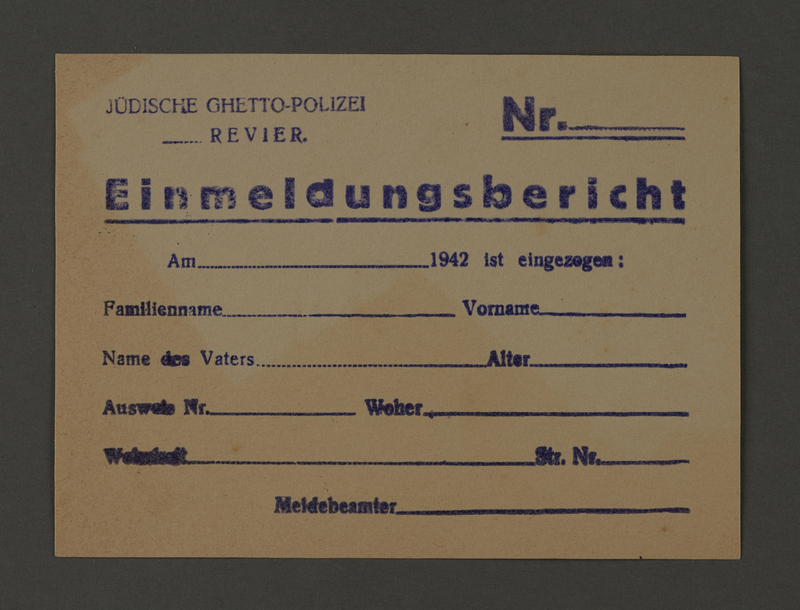 JÜDISCHE GHETTO-POLIZEI
REVIER.
Nr.
Einmeldungsbericht
Am 1942 ist eingezogen:
Familienname Vorname
Name des Vaters Alter
Ausweis Nr. Woher
Wohnhaft Str. Nr.
Meldebeamter